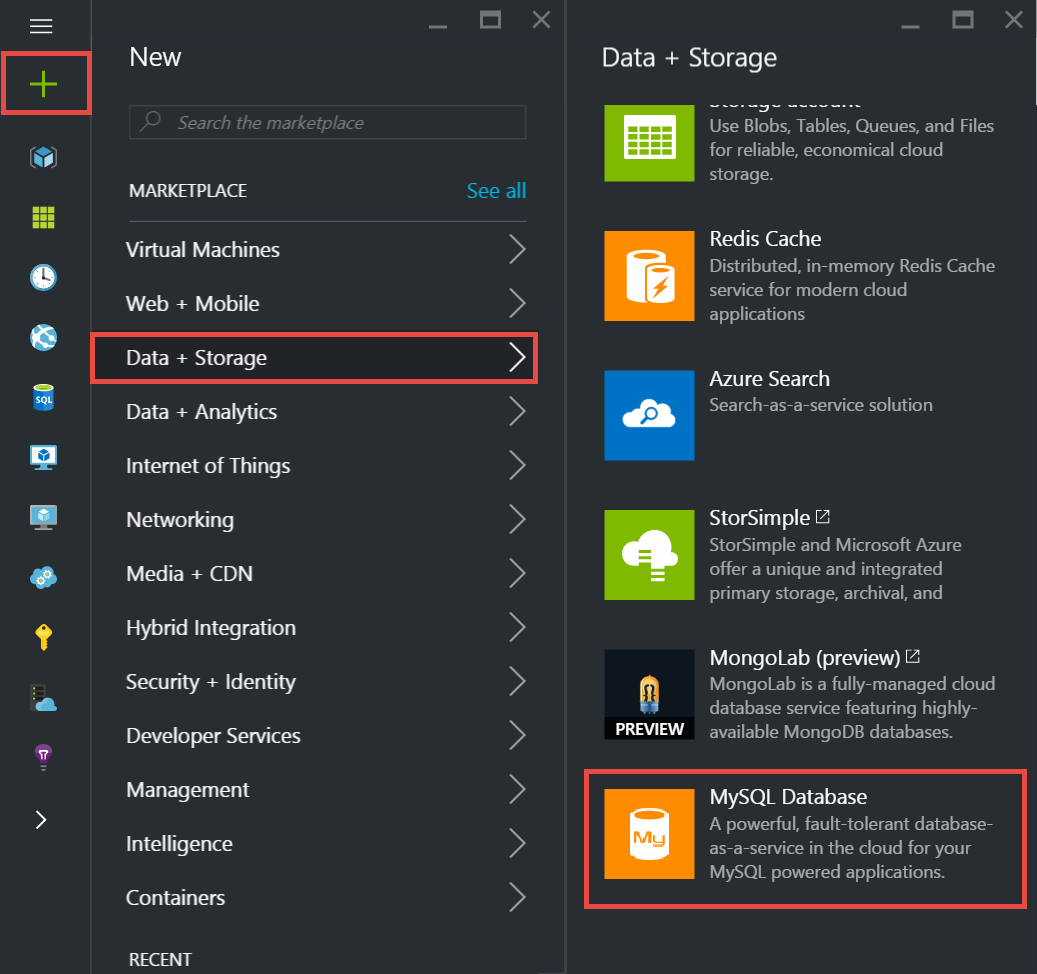 New
Search the marketplace
MARKETPLACE
See all
Virtual Machines
Web + Mobile
Data + Storage
Data + Analytics
Internet of Things
Networking
Media + CDN
Hybrid Integration
Security + Identity
Developer Services
Management
Intelligence
Containers
RECENT
SQL
Data + Storage
Storage account
Use Blobs, Tables, Queues, and Files
for reliable, economical cloud
storage.
Redis Cache
Distributed, in-memory Redis Cache
service for modern cloud
applications
Azure Search
Search-as-a-service solution
StorSimple
StorSimple and Microsoft Azure
offer a unique and integrated
primary storage, archival, and
MongoLab (preview)
MongoLab is a fully-managed cloud
database service featuring highly-
available MongoDB databases.
PREVIEW
MySQL Database
A powerful, fault-tolerant database-
as-a-service in the cloud for your
MySQL powered applications.
My